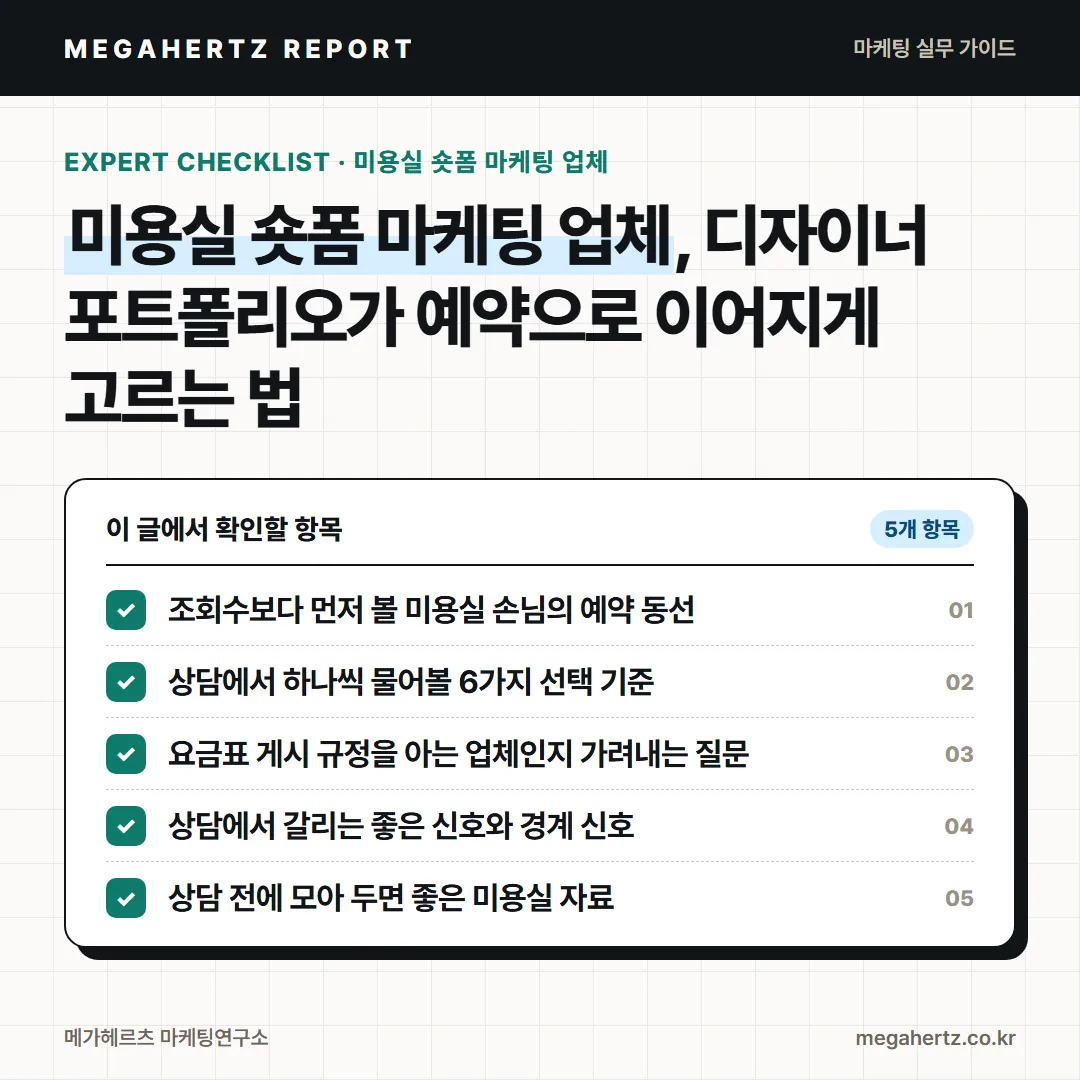 MEGAHERTZ REPORT
마케팅 실무 가이드
EXPERT CHECKLIST · 미용실 숏폼 마케팅 업체
미용실 숏폼 마케팅 업체, 디자이너
포트폴리오가 예약으로 이어지게
고르는 법
이 글에서 확인할 항목
5개 항목
조회수보다 먼저 볼 미용실 손님의 예약 동선
01
상담에서 하나씩 물어볼 6가지 선택 기준
02
요금표 게시 규정을 아는 업체인지 가려내는 질문
03
상담에서 갈리는 좋은 신호와 경계 신호
04
상담 전에 모아 두면 좋은 미용실 자료
05
메가헤르츠 마케팅연구소
megahertz.co.kr